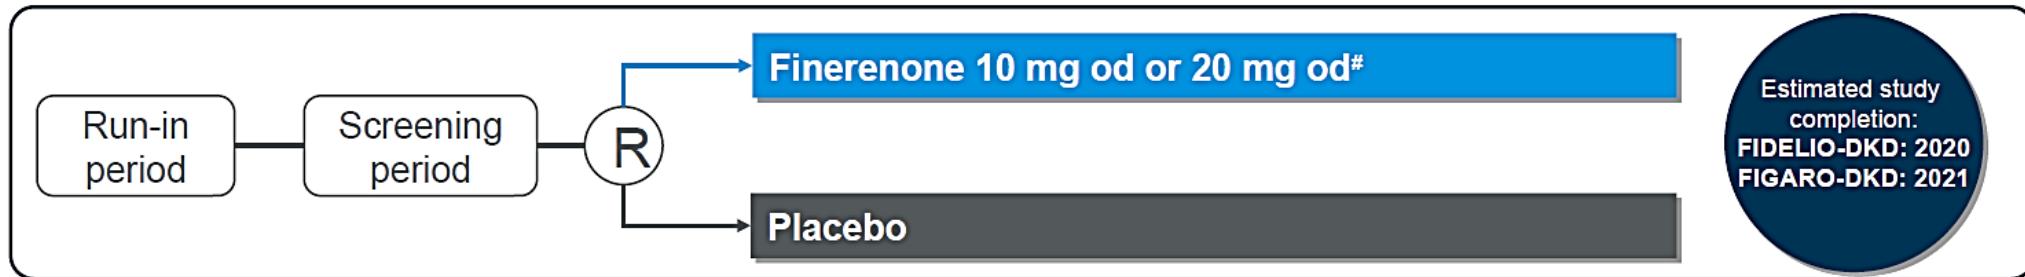 Run-in
period
Screening
period
R
Finerenone 10 mg od or 20 mg od#
Placebo
Estimated study
completion:
FIDELIO-DKD: 2020
FIGARO-DKD: 2021